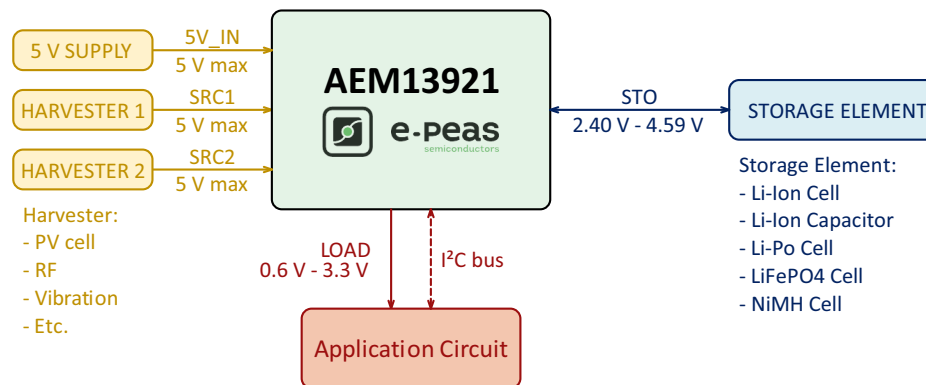 5 V SUPPLY
5V_IN
5 V max
HARVESTER 1
SRC1
5 V max
HARVESTER 2
SRC2
5 V max
Harvester:
- PV cell
- RF
- Vibration
- Etc.
AEM13921
e-peas
semiconductors
STO
2.40 V - 4.59 V
STORAGE ELEMENT
Storage Element:
- Li-Ion Cell
- Li-Ion Capacitor
- Li-Po Cell
- LiFePO4 Cell
- NiMH Cell
LOAD
0.6 V - 3.3 V
I²C bus
Application Circuit